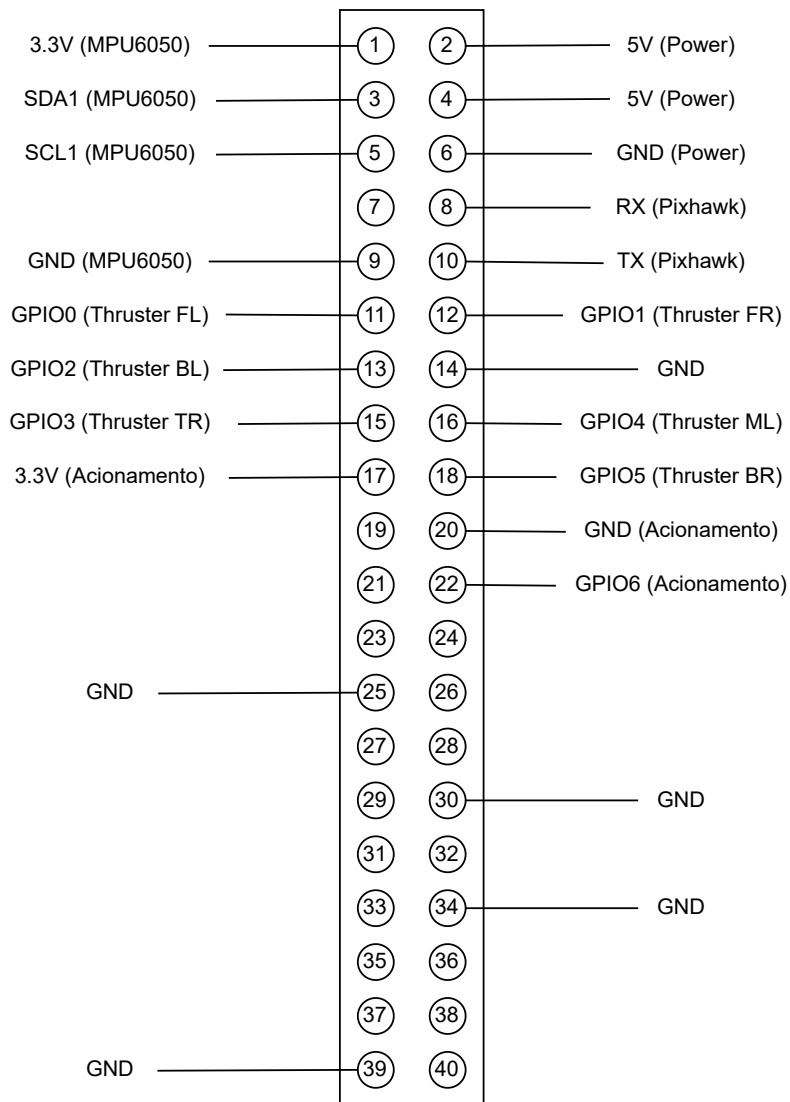 3.3V (MPU6050) 1 2 5V (Power)
SDA1 (MPU6050) 3 4 5V (Power)
SCL1 (MPU6050) 5 6 GND (Power)
7 8 RX (Pixhawk)
GND (MPU6050) 9 10 TX (Pixhawk)
GPIO0 (Thruster FL) 11 12 GPIO1 (Thruster FR)
GPIO2 (Thruster BL) 13 14 GND
GPIO3 (Thruster TR) 15 16 GPIO4 (Thruster ML)
3.3V (Acionamento) 17 18 GPIO5 (Thruster BR)
19 20 GND (Acionamento)
21 22 GPIO6 (Acionamento)
23 24
GND 25 26
27 28
29 30 GND
31 32
33 34 GND
35 36
37 38
GND 39 40